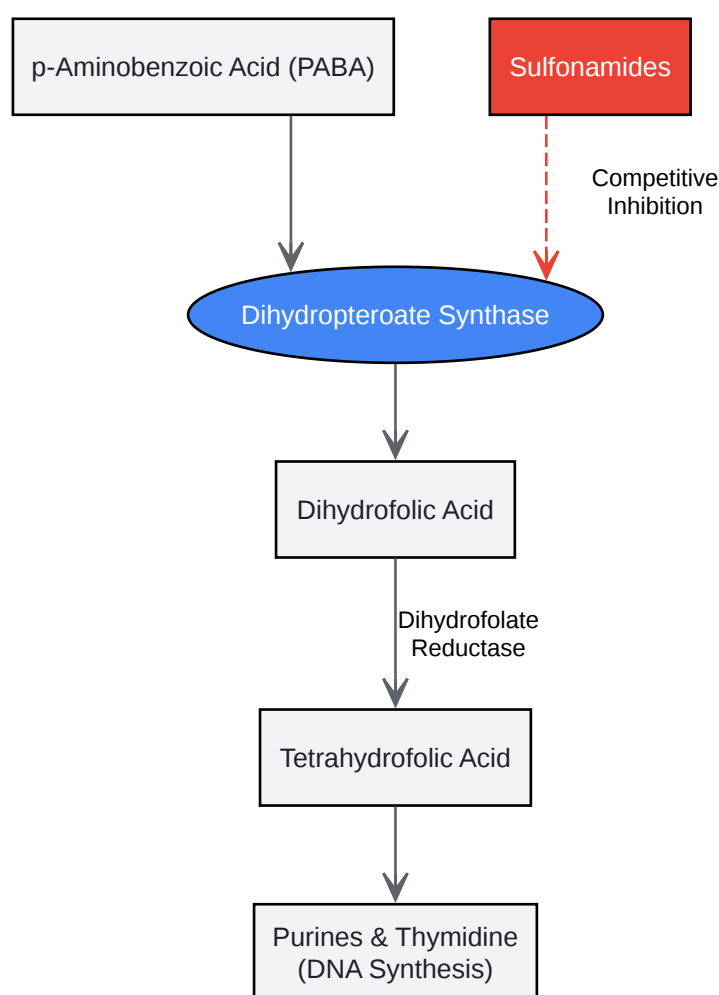 p-Aminobenzoic Acid (PABA)
Sulfonamides
Competitive
Inhibition
Dihydropteroate Synthase
Dihydrofolic Acid
Dihydrofolate
Reductase
Tetrahydrofolic Acid
Purines & Thymidine
(DNA Synthesis)